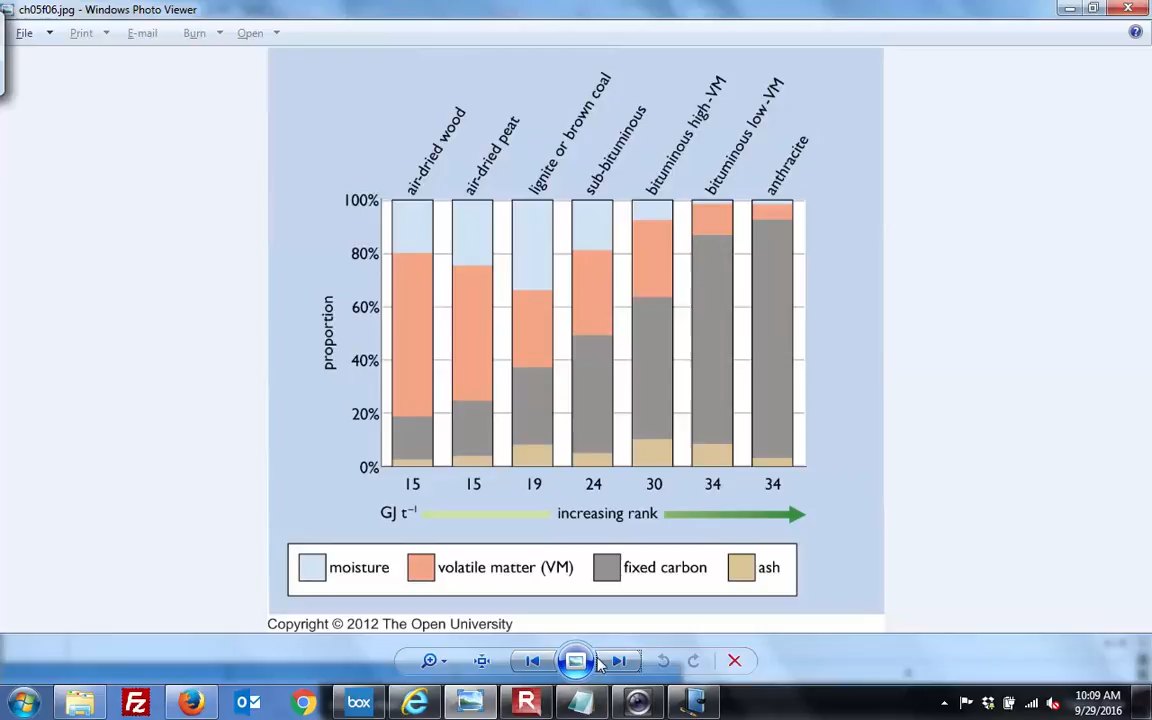 ch05f06.jpg - Windows Photo Viewer
File Print E-mail Burn Open
air-dried wood
air-dried peat
lignite or brown coal
sub-bituminous
bituminous high-VM
bituminous low-VM
anthracite
100%
80%
60%
40%
20%
0%
proportion
15 15 19 24 30 34 34
GJ t⁻¹ increasing rank
moisture volatile matter (VM) fixed carbon ash
Copyright © 2012 The Open University
box
10:09 AM
9/29/2016